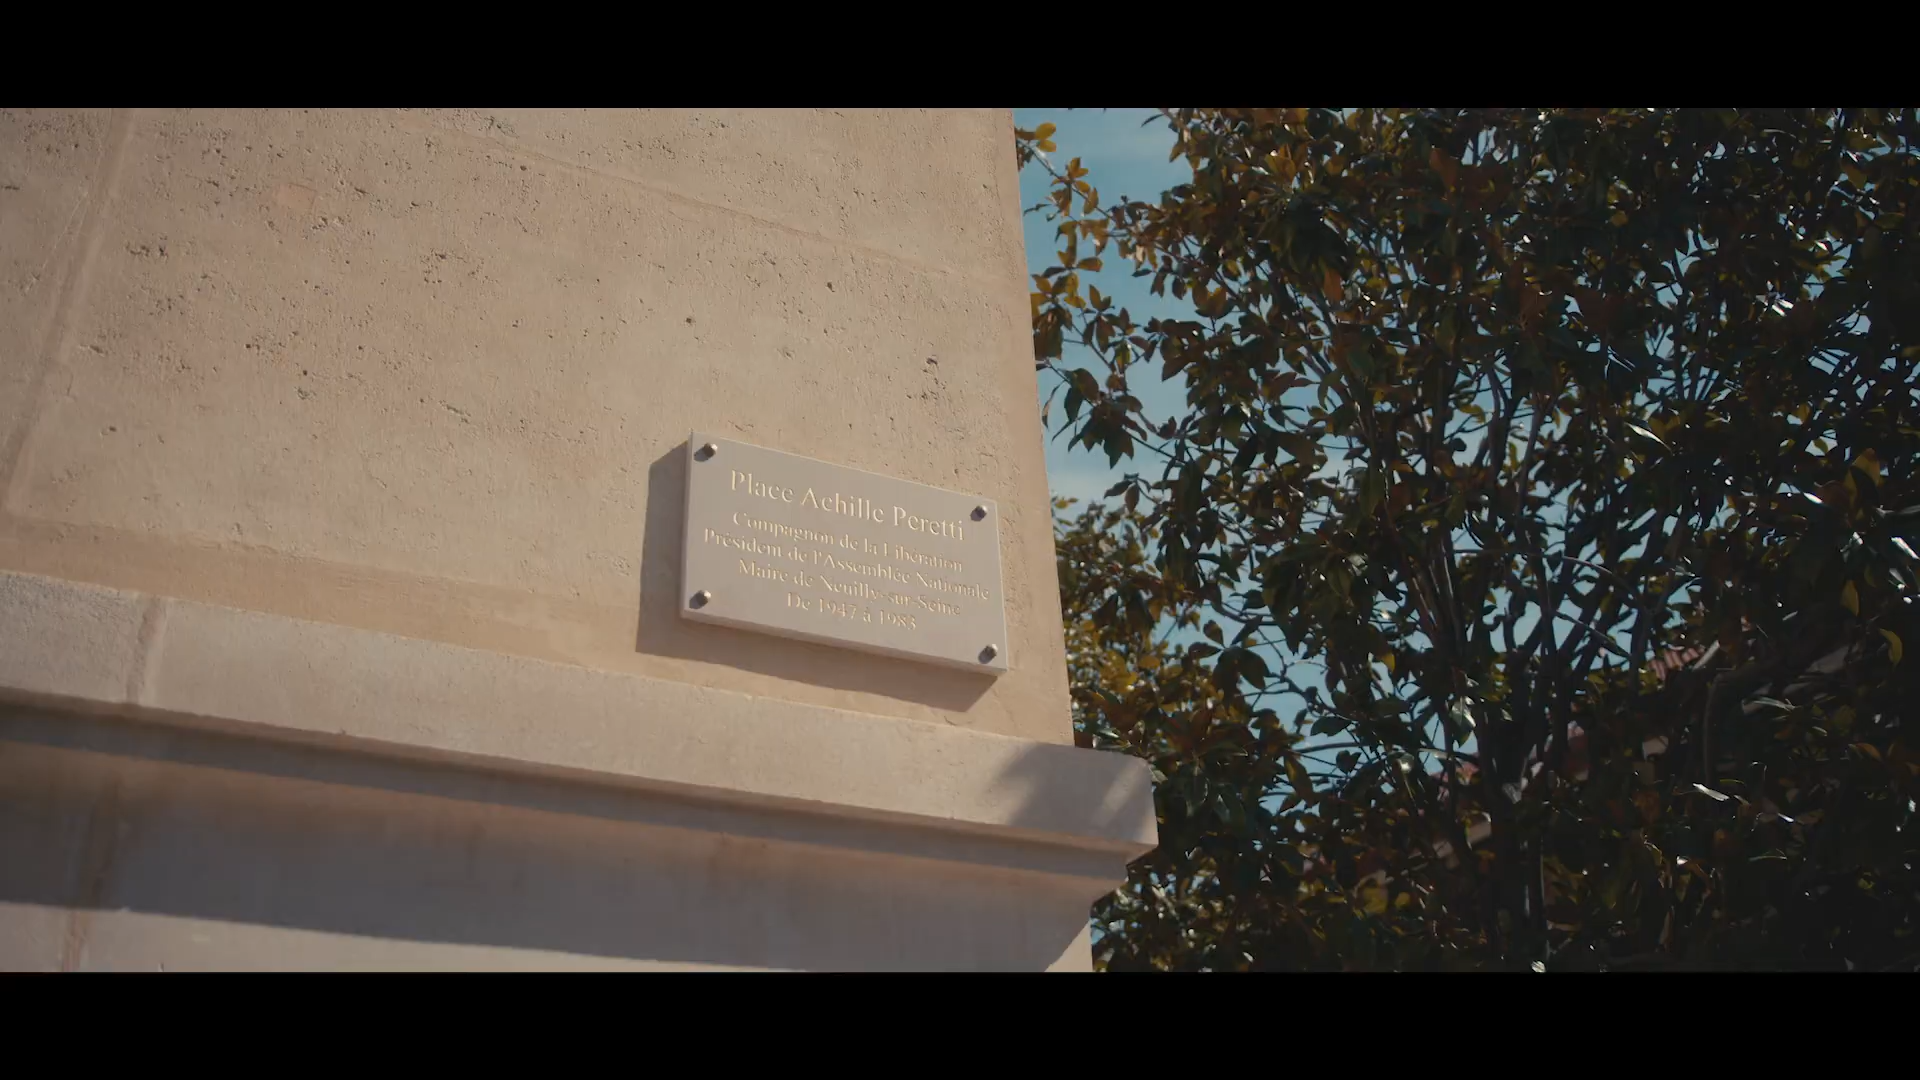 Place Achille Peretti
Compagnon de la Libération
Président de l'Assemblée Nationale
Maire de Neuilly-sur-Seine
De 1947 à 1983